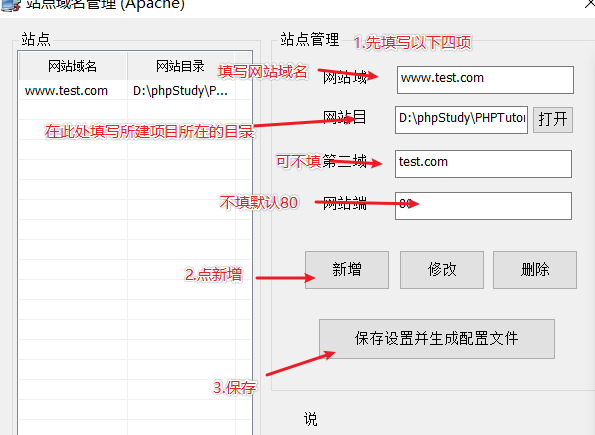 站点域名管理 (Apache)
站点
网站域名 网站目录
www.test.com D:\phpStudy\P...
站点管理
1.先填写以下四项
填写网站域名
网站域 www.test.com
在此处填写所建项目所在的目录
网站目 D:\phpStudy\PHPTutor 打开
可不填
第二域 test.com
不填默认80
网站端 80
2.点新增
新增 修改 删除
保存设置并生成配置文件
3.保存
说